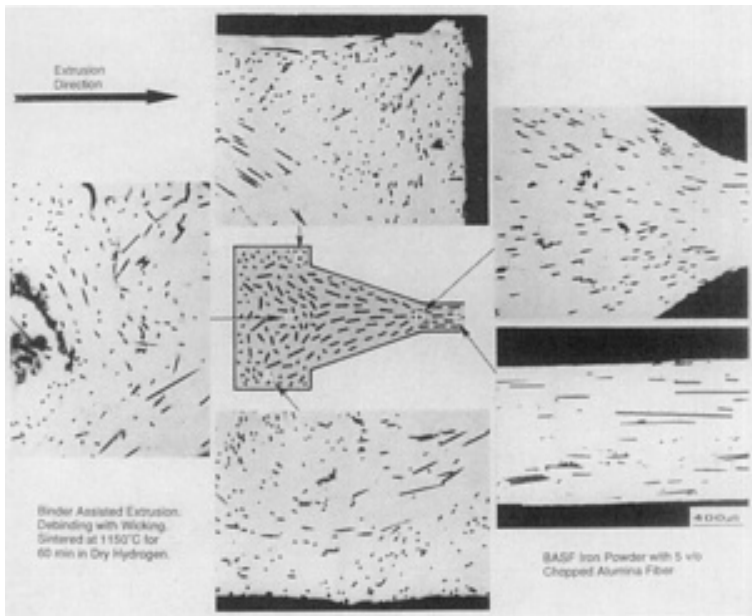 Extrusion
Direction
Binder Assisted Extrusion.
Debinding with Wicking.
Sintered at 1150°C for
60 min in Dry Hydrogen.
400μ
BASF Iron Powder with 5 v/o
Chopped Alumina Fiber